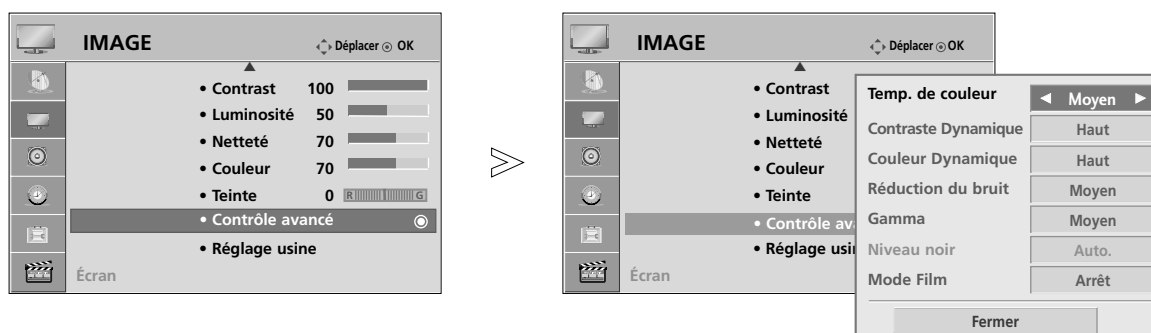 IMAGE
Déplacer OK
• Contrast 100
• Luminosité 50
• Netteté 70
• Couleur 70
• Teinte 0 R G
• Contrôle avancé
• Réglage usine
Écran
IMAGE
Déplacer OK
• Contrast
• Luminosité
• Netteté
• Couleur
• Teinte
• Contrôle av
• Réglage usi
Écran
Temp. de couleur Moyen
Contraste Dynamique Haut
Couleur Dynamique Haut
Réduction du bruit Moyen
Gamma Moyen
Niveau noir Auto.
Mode Film Arrêt
Fermer